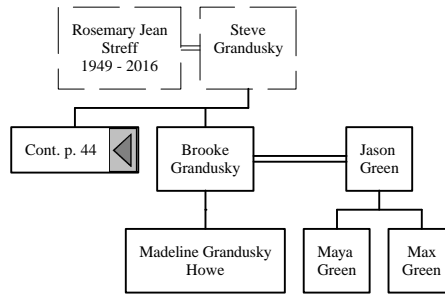 Rosemary Jean
Streff
1949 - 2016
Steve
Grandusky
Cont. p. 44
Brooke
Grandusky
Jason
Green
Madeline Grandusky
Howe
Maya
Green
Max
Green